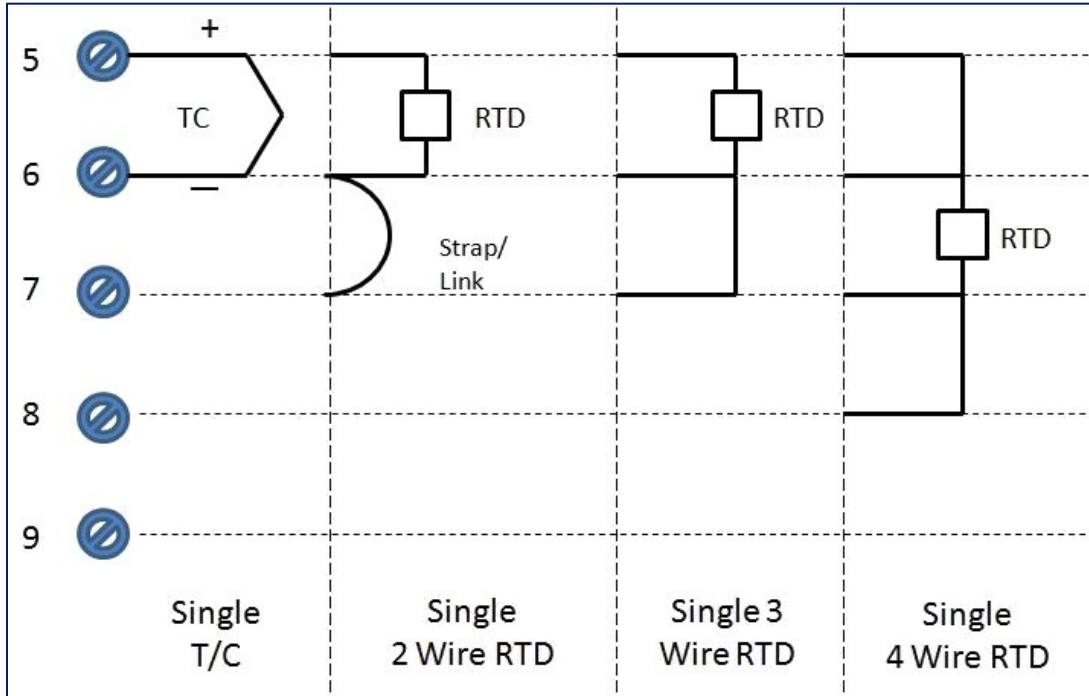 5
+
TC
RTD
RTD
6
—
RTD
Strap/
Link
7
8
9
Single
T/C
Single
2 Wire RTD
Single 3
Wire RTD
Single
4 Wire RTD